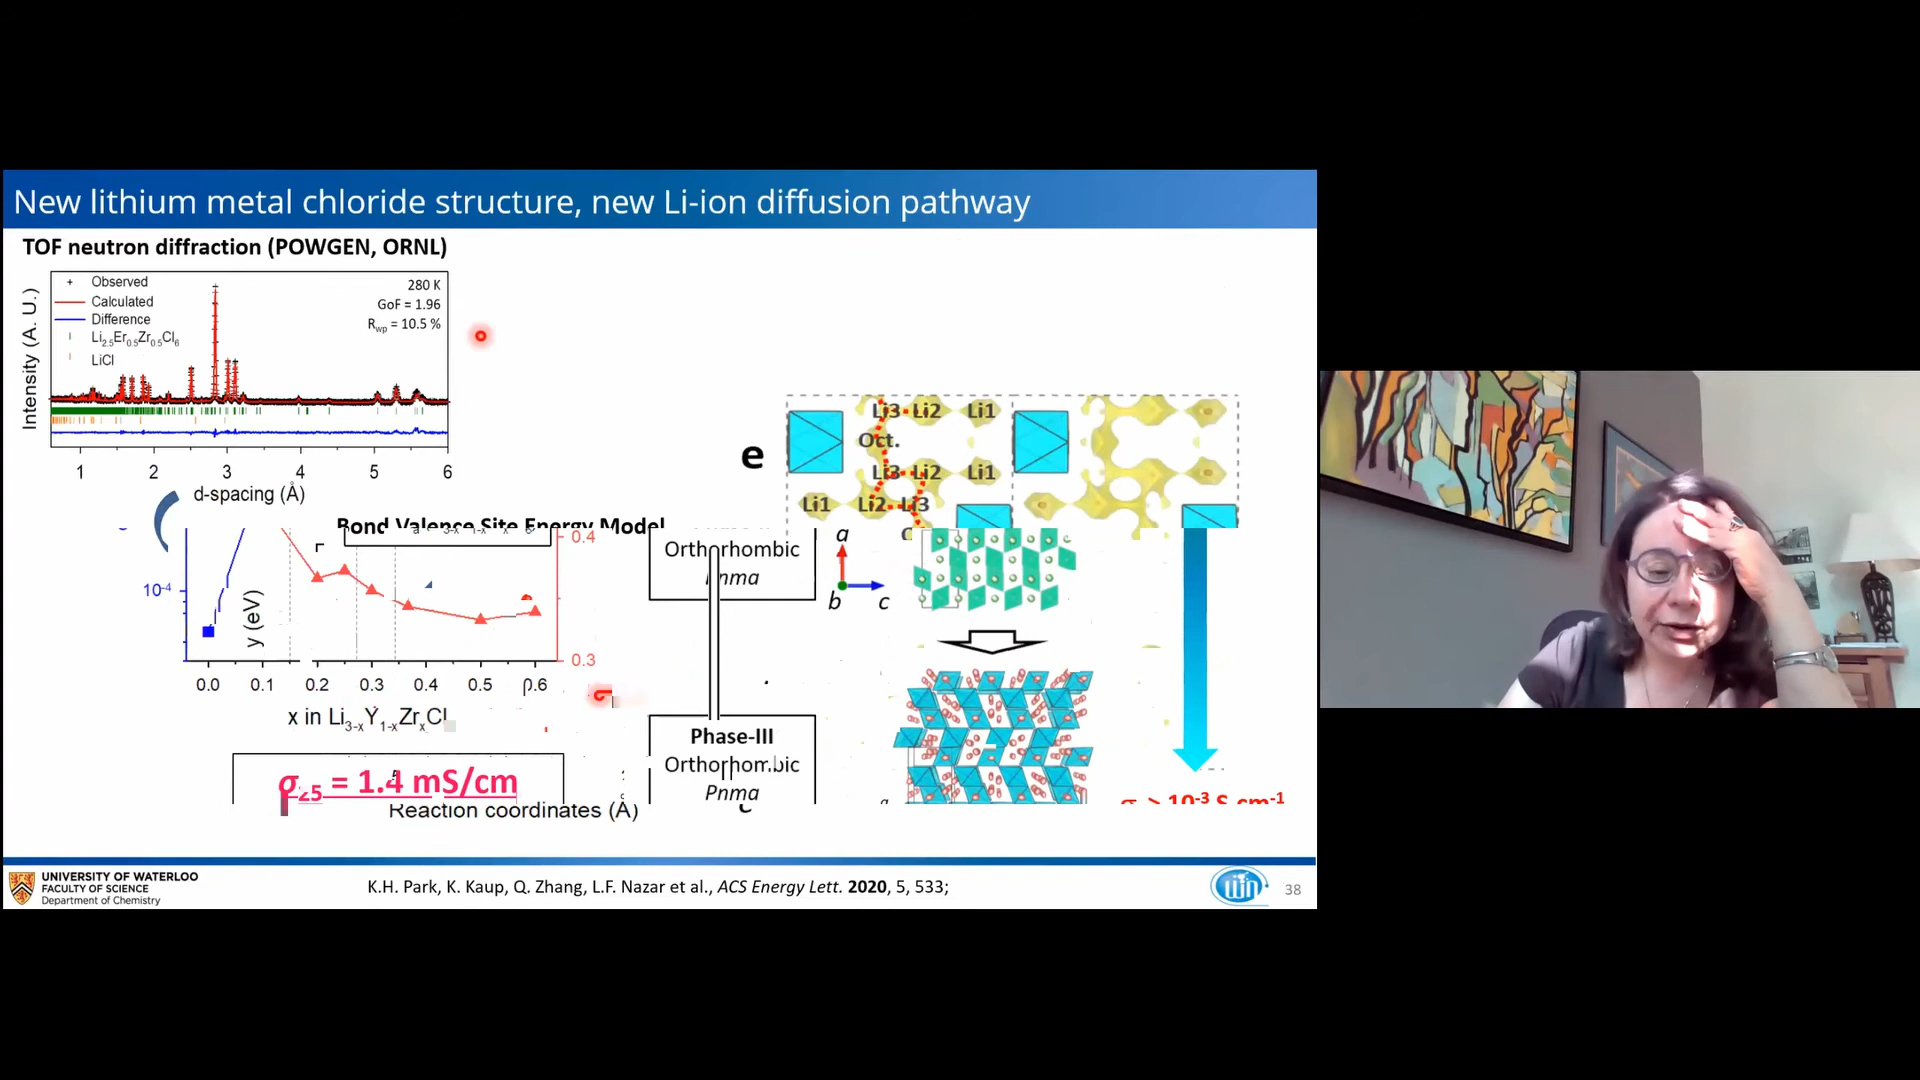 New lithium metal chloride structure, new Li-ion diffusion pathway
TOF neutron diffraction (POWGEN, ORNL)
Observed
Calculated
Difference
Li2.5Er0.5Zr0.5Cl6
LiCl
280 K
GoF = 1.96
Rwp = 10.5 %
Intensity (A. U.)
1 2 3 4 5 6
d-spacing (Å)
e
Li3 Li2 Li1
Oct.
Li3 Li2 Li1
Li1 Li2 Li3
Bond Valence Site Energy Model
0.4
10-4
y (eV)
0.3
0.0 0.1 0.2 0.3 0.4 0.5 0.6
x in Li3-xY1-xZrxCl
σ25 = 1.4 mS/cm
Reaction coordinates (Å)
Orthorhombic
Pnma
a
b
c
Phase-III
Orthorhombic
Pnma
> 10-3 S cm-1
UNIVERSITY OF WATERLOO
FACULTY OF SCIENCE
Department of Chemistry
K.H. Park, K. Kaup, Q. Zhang, L.F. Nazar et al., ACS Energy Lett. 2020, 5, 533;
WIN
38